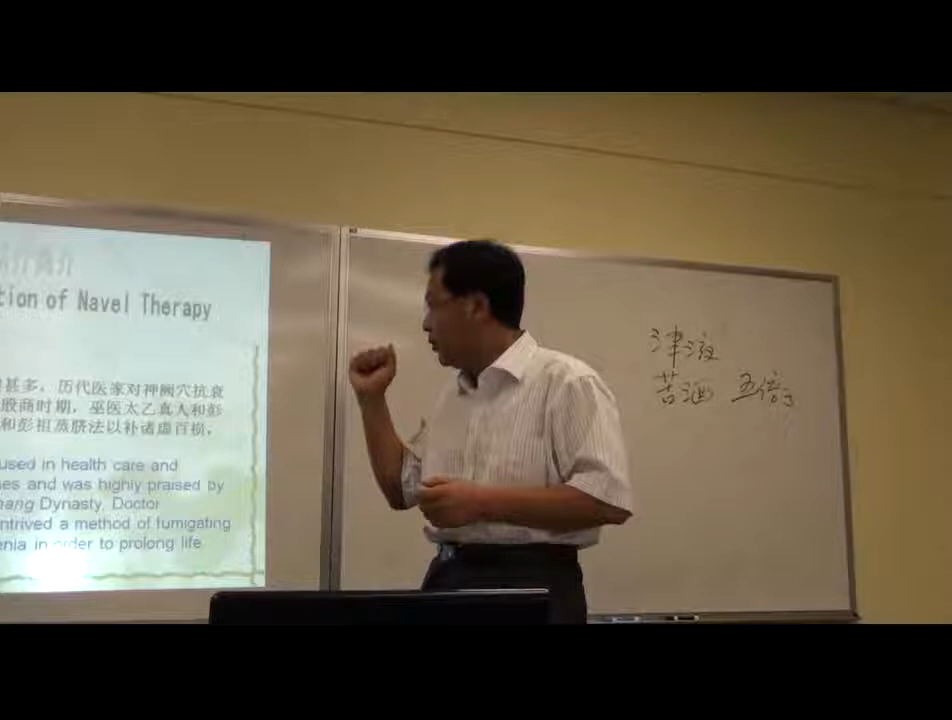 简介
tion of Navel Therapy
甚多，历代医家对神阙穴抗衰
殷商时期，巫医太乙真人和彭
和彭祖蒸脐法以补诸虚百损，
used in health care and
es and was highly praised by
hang Dynasty. Doctor
ntrived a method of fumigating
enia in order to prolong life
津液
苦酒 五倍子